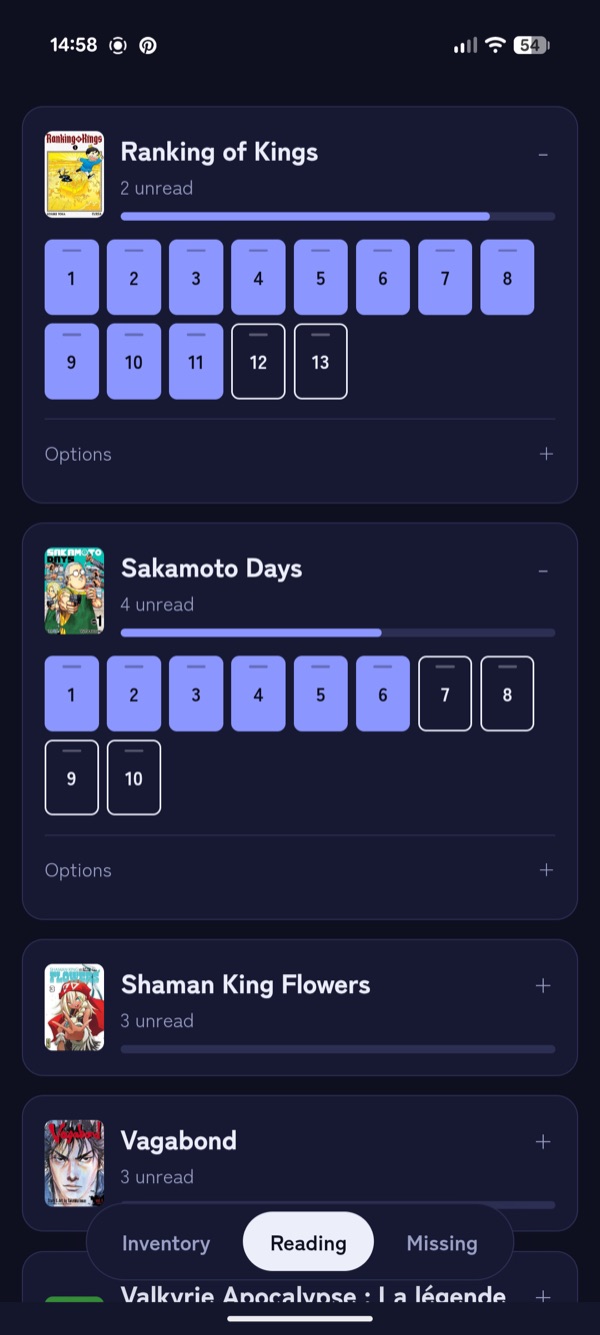 14:58
54
Ranking of Kings
2 unread
1 2 3 4 5 6 7 8
9 10 11 12 13
Options
Sakamoto Days
4 unread
1 2 3 4 5 6 7 8
9 10
Options
Shaman King Flowers
3 unread
Vagabond
3 unread
Inventory Reading Missing
Valkyrie Apocalypse : La légende